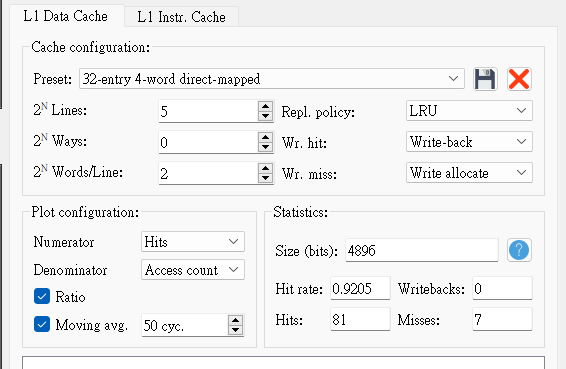 L1 Data Cache L1 Instr. Cache
Cache configuration:
Preset: 32-entry 4-word direct-mapped
2^N Lines: 5 Repl. policy: LRU
2^N Ways: 0 Wr. hit: Write-back
2^N Words/Line: 2 Wr. miss: Write allocate
Plot configuration:
Numerator Hits
Denominator Access count
Ratio
Moving avg. 50 cyc.
Statistics:
Size (bits): 4896 ?
Hit rate: 0.9205 Writebacks: 0
Hits: 81 Misses: 7